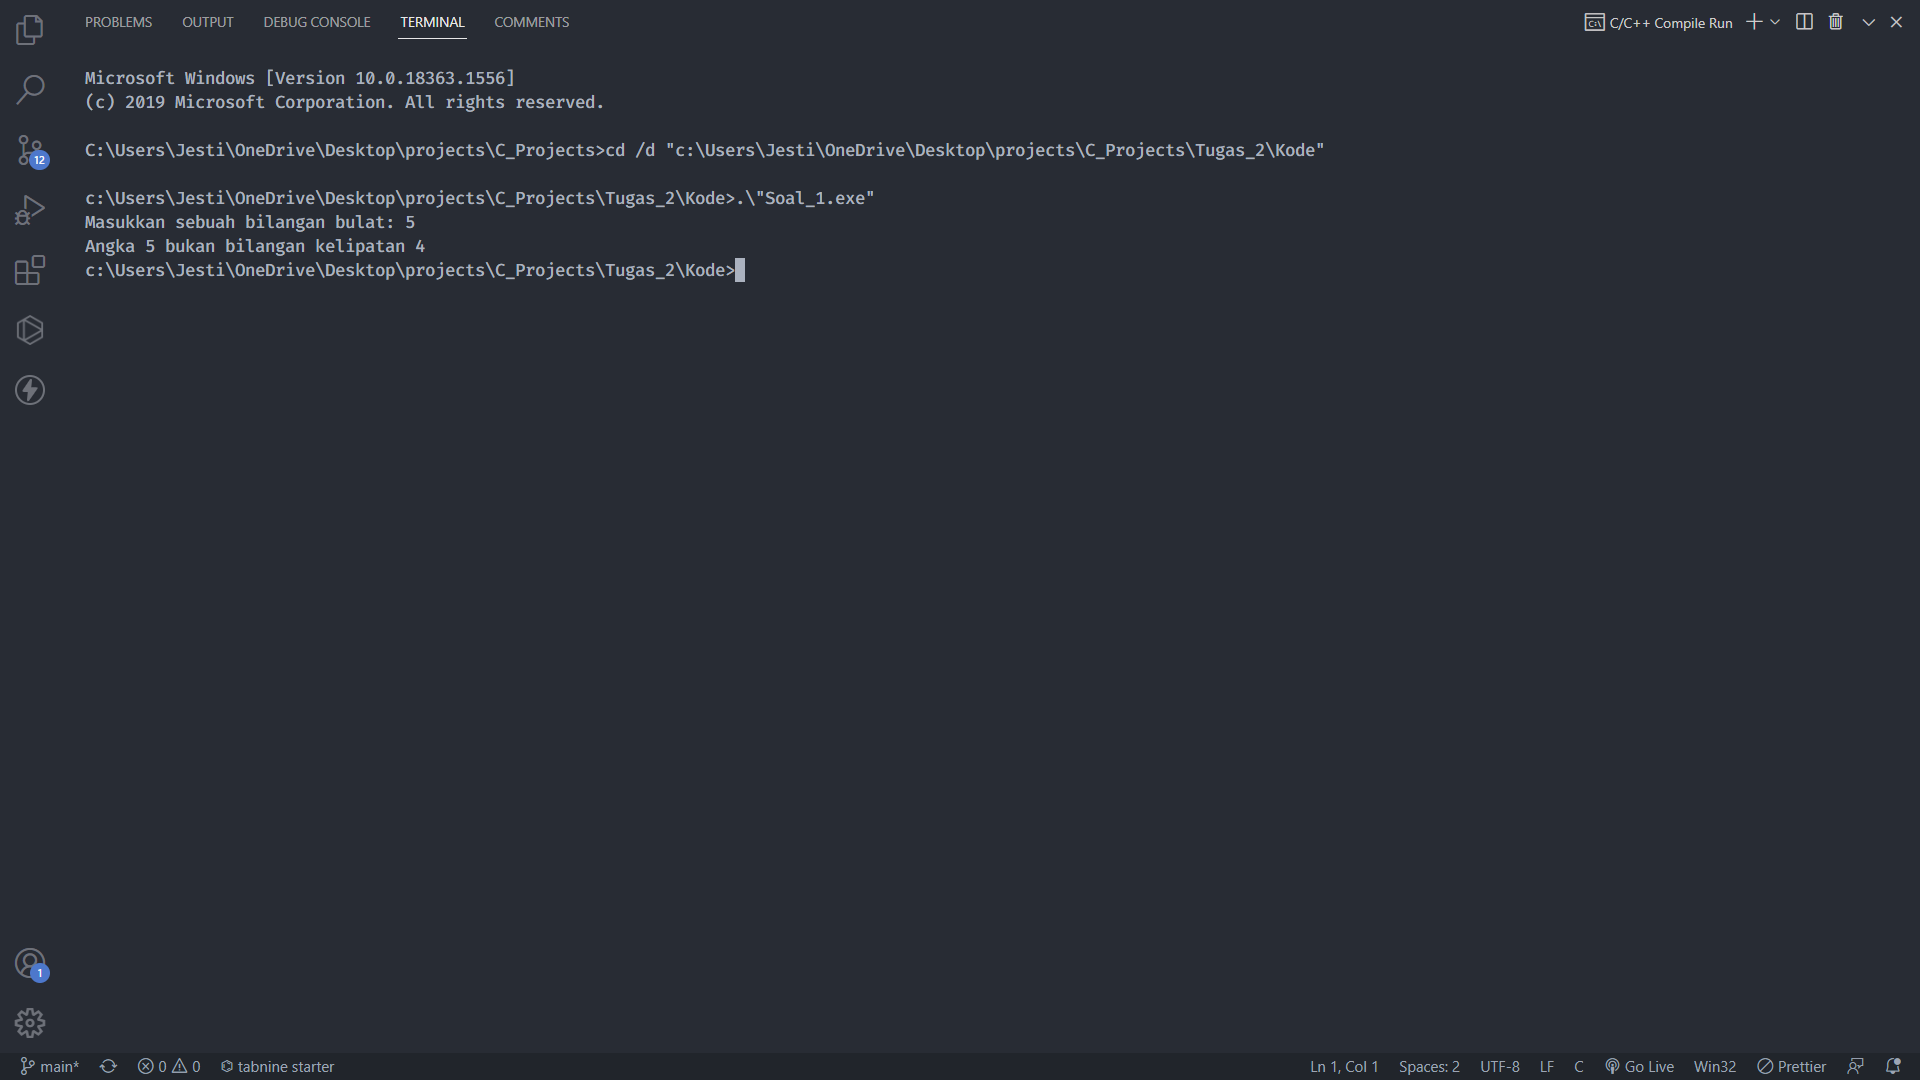 PROBLEMS OUTPUT DEBUG CONSOLE TERMINAL COMMENTS C:\ C/C++ Compile Run
Microsoft Windows [Version 10.0.18363.1556]
(c) 2019 Microsoft Corporation. All rights reserved.
C:\Users\Jesti\OneDrive\Desktop\projects\C_Projects>cd /d "c:\Users\Jesti\OneDrive\Desktop\projects\C_Projects\Tugas_2\Kode"
12
c:\Users\Jesti\OneDrive\Desktop\projects\C_Projects\Tugas_2\Kode>.\"Soal_1.exe"
Masukkan sebuah bilangan bulat: 5
Angka 5 bukan bilangan kelipatan 4
c:\Users\Jesti\OneDrive\Desktop\projects\C_Projects\Tugas_2\Kode>
1
main* 0 0 tabnine starter Ln 1, Col 1 Spaces: 2 UTF-8 LF C Go Live Win32 Prettier